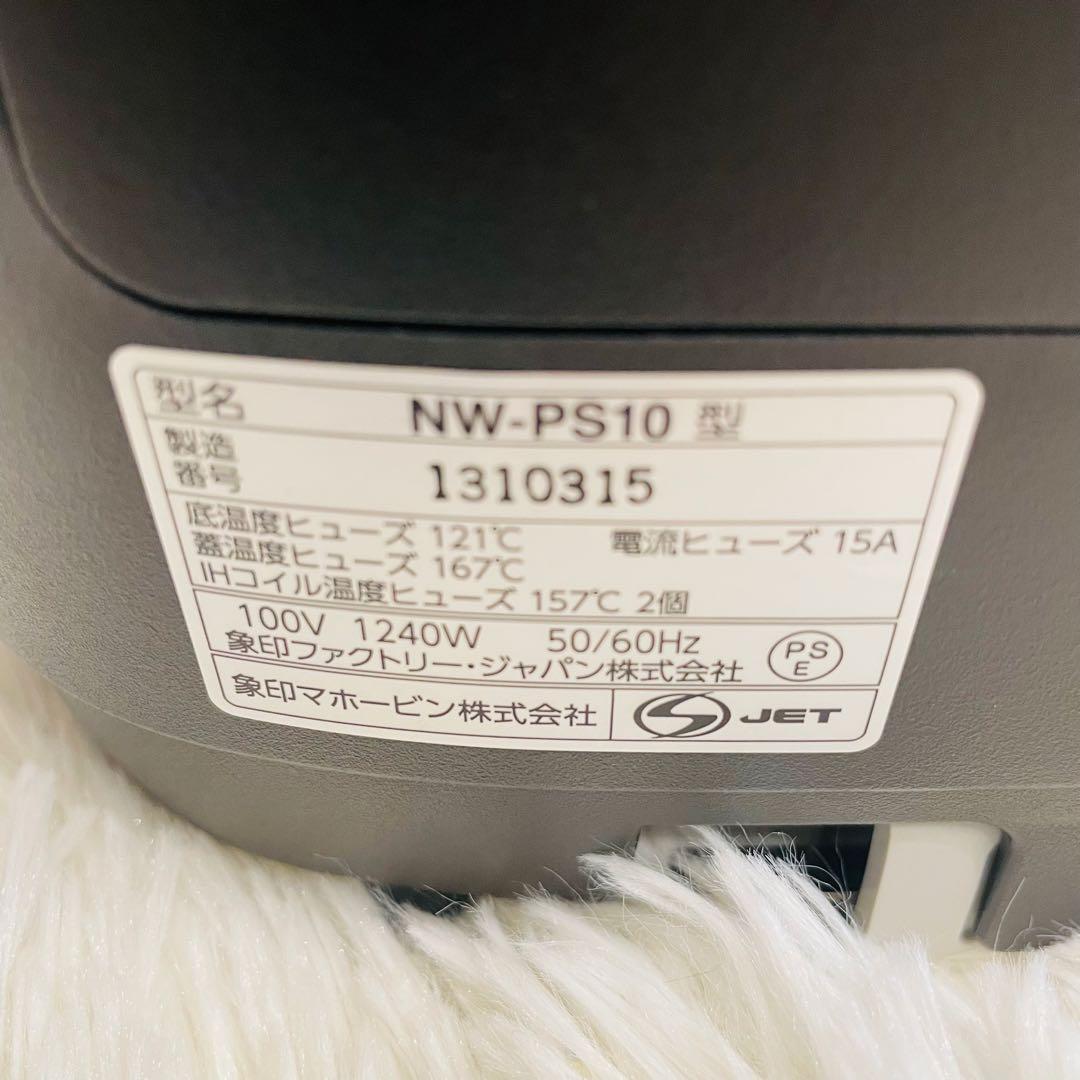 型名 NW-PS10 型
製造番号 1310315
底温度ヒューズ 121℃ 電流ヒューズ 15A
蓋温度ヒューズ 167℃
IHコイル温度ヒューズ 157℃ 2個
100V 1240W 50/60Hz
象印ファクトリー・ジャパン株式会社 PSE
象印マホービン株式会社 JET